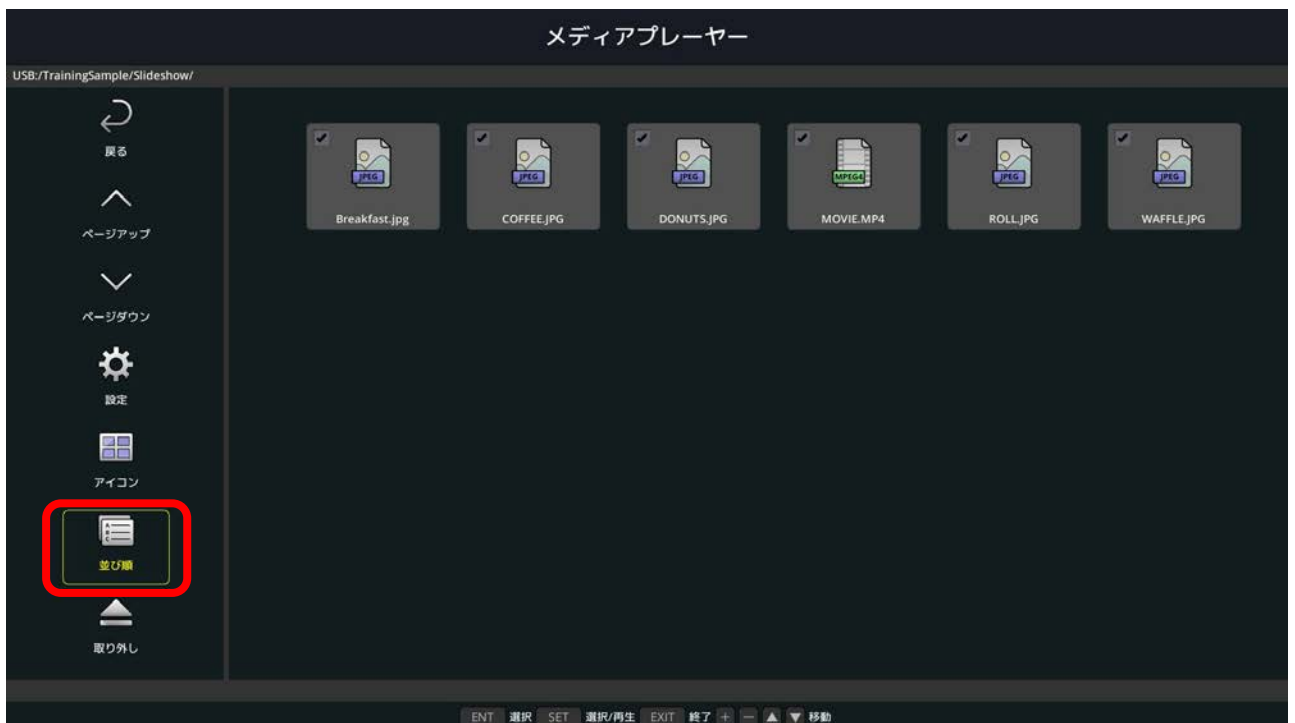 メディアプレーヤー
USB:/TrainingSample/Slideshow/
戻る
ページアップ
ページダウン
設定
アイコン
A
B
C
並び順
取り外し
JPEG
Breakfast.jpg
JPEG
COFFEE.JPG
JPEG
DONUTS.JPG
MPEG4
MOVIE.MP4
JPEG
ROLL.JPG
JPEG
WAFFLE.JPG
ENT 選択 SET 選択/再生 EXIT 終了 + − ▲ ▼ 移動